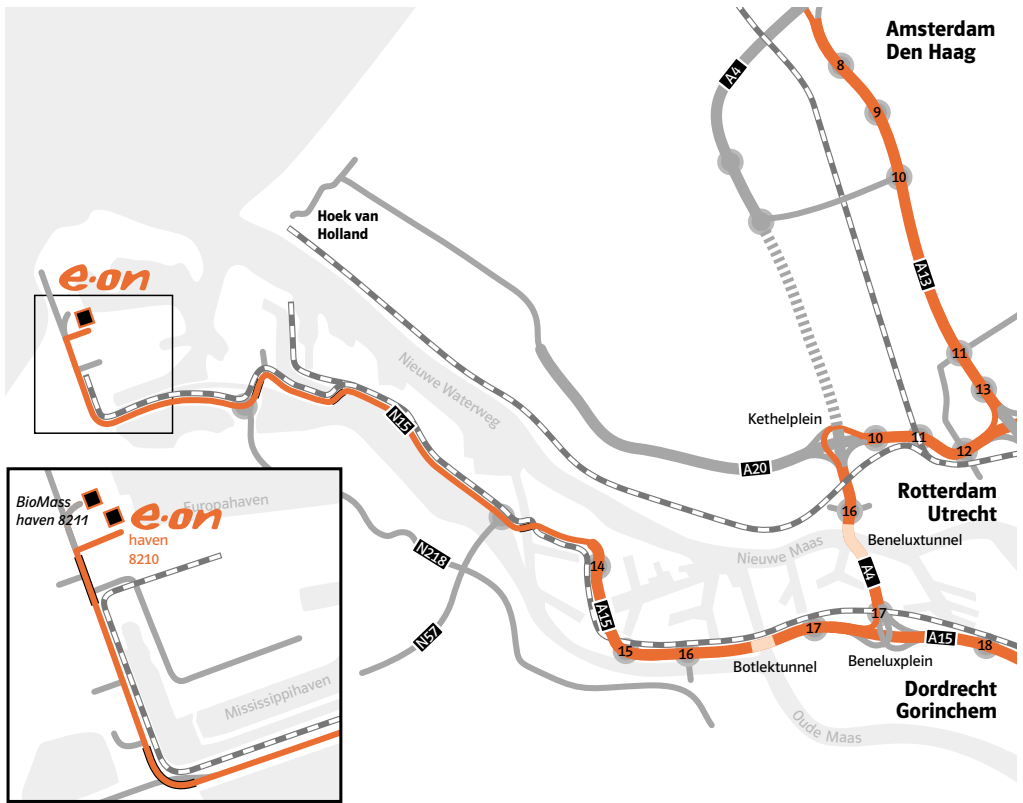 Amsterdam
Den Haag
A4
8
9
10
Hoek van
Holland
A13
e·on
11
13
Nieuwe Waterweg
N15
Kethelplein
10
11
12
A20
Rotterdam
Utrecht
16
BioMass
haven 8211
Europahaven
e·on
haven
8210
Beneluxtunnel
Nieuwe Maas
N218
14
A4
A15
N57
17
17
A15
18
15
16
Botlektunnel
Beneluxplein
Dordrecht
Gorinchem
Mississippihaven
Oude Maas